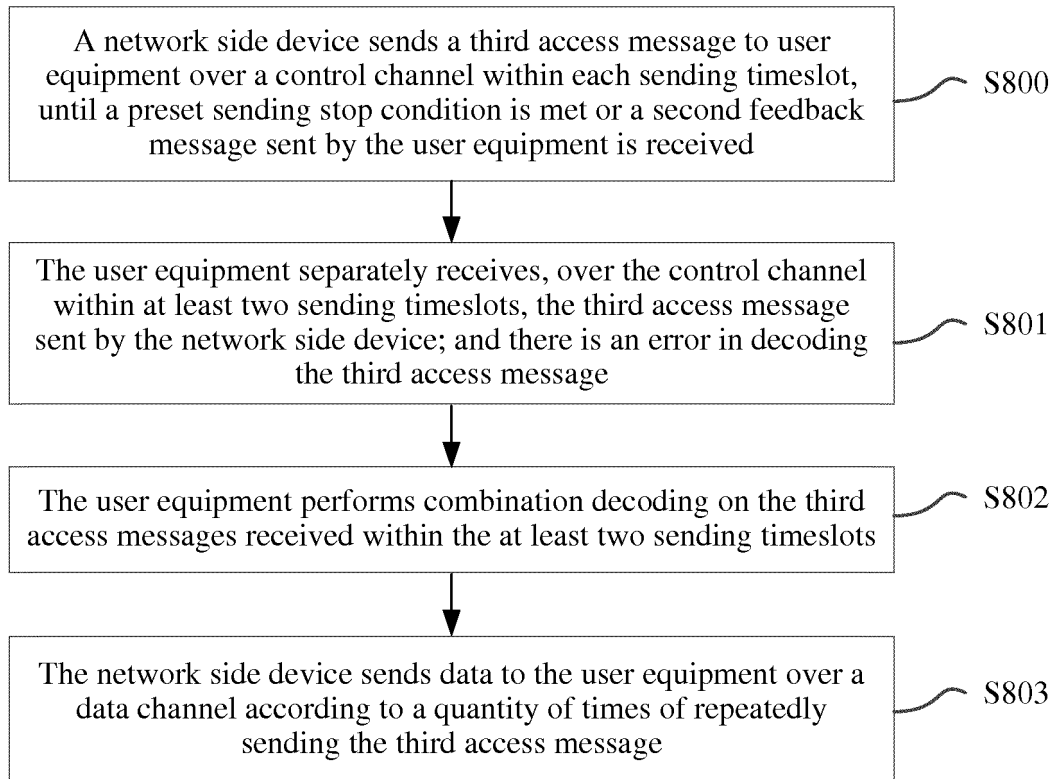 A network side device sends a third access message to user
equipment over a control channel within each sending timeslot,
until a preset sending stop condition is met or a second feedback
message sent by the user equipment is received
S800
The user equipment separately receives, over the control channel
within at least two sending timeslots, the third access message
sent by the network side device; and there is an error in decoding
the third access message
S801
The user equipment performs combination decoding on the third
access messages received within the at least two sending timeslots
S802
The network side device sends data to the user equipment over a
data channel according to a quantity of times of repeatedly
sending the third access message
S803